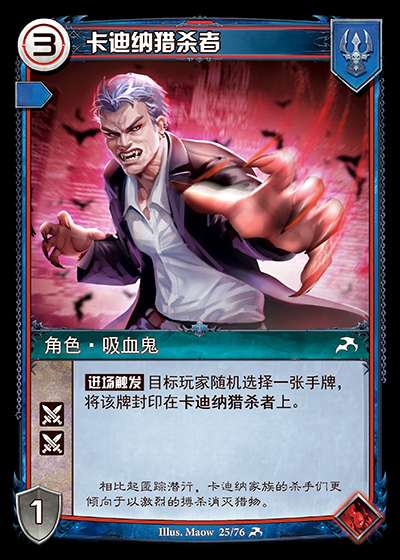 3 卡迪纳猎杀者
角色·吸血鬼
进场触发 目标玩家随机选择一张手牌，
将该牌封印在卡迪纳猎杀者上。
相比起匿踪潜行，卡迪纳家族的杀手们更
倾向于以激烈的搏杀消灭猎物。
1
Illus. Maow 25/76